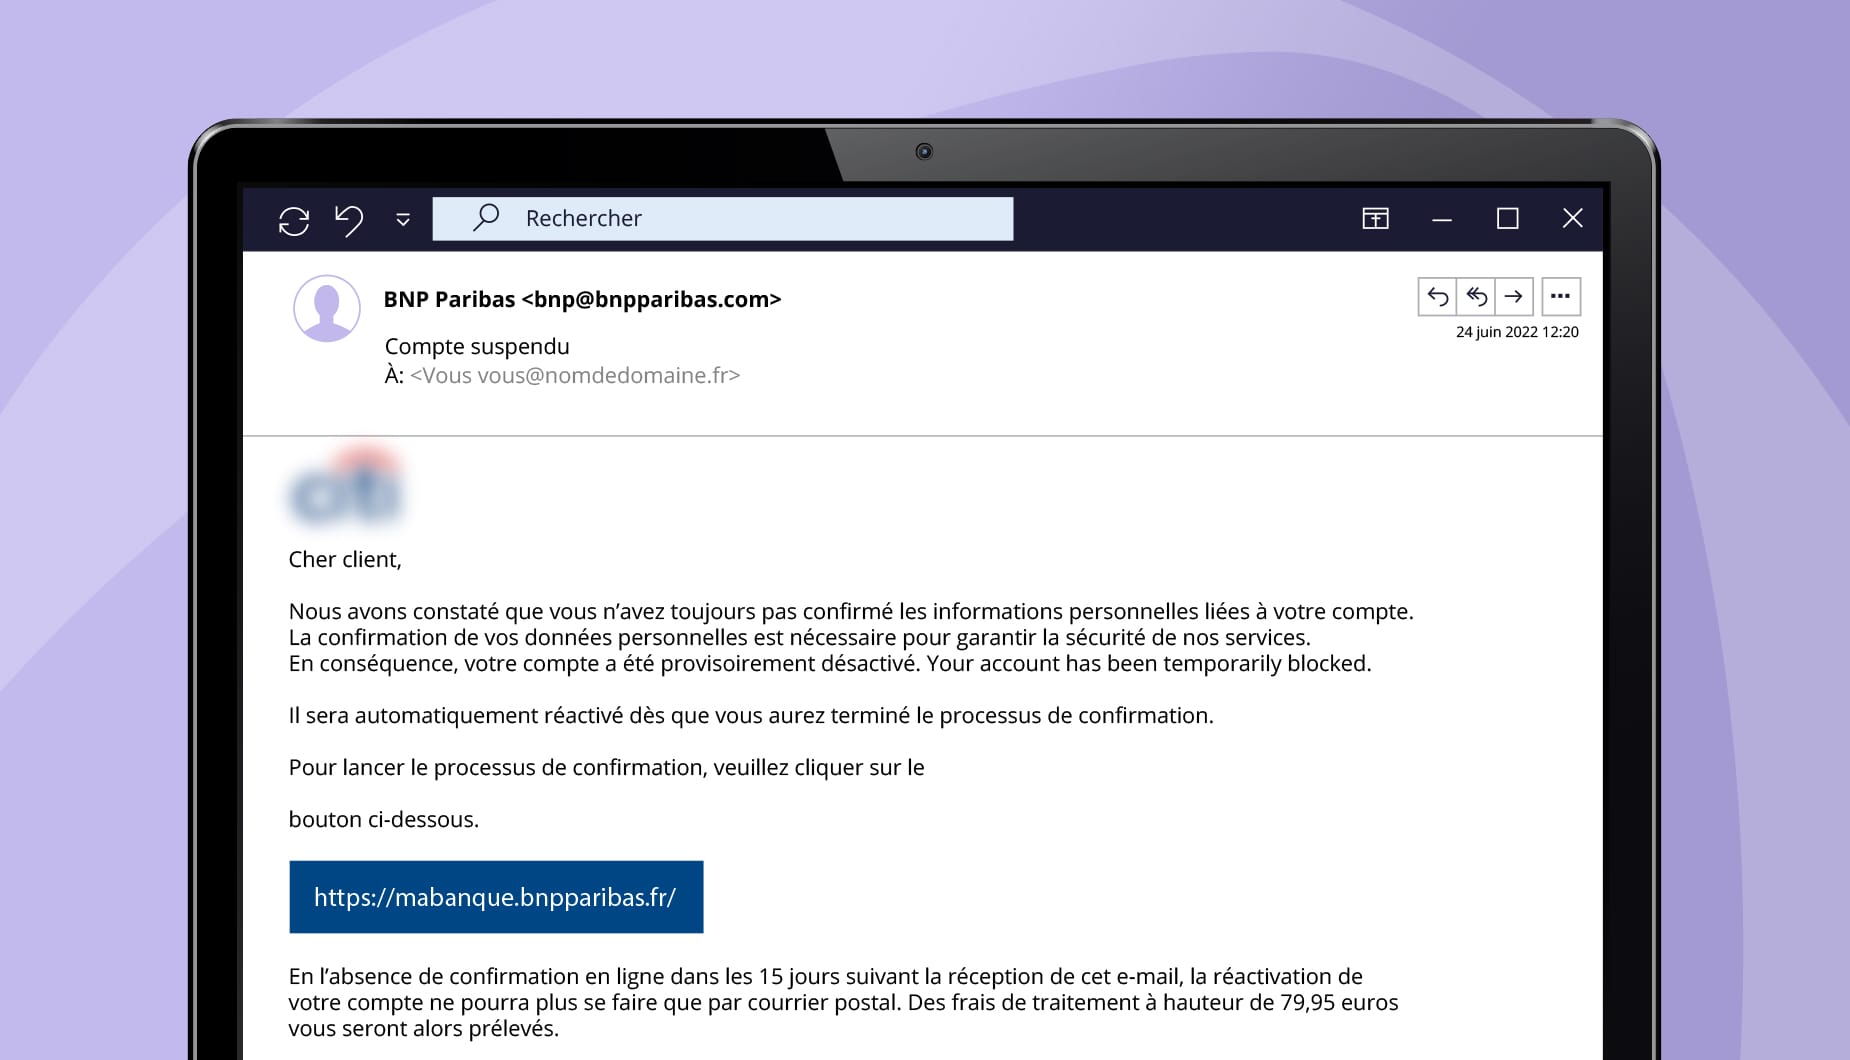 Rechercher
BNP Paribas <bnp@bnpparibas.com>
24 juin 2022 12:20
Compte suspendu
À: <Vous vous@nomdedomaine.fr>
citi
Cher client,
Nous avons constaté que vous n’avez toujours pas confirmé les informations personnelles liées à votre compte.
La confirmation de vos données personnelles est nécessaire pour garantir la sécurité de nos services.
En conséquence, votre compte a été provisoirement désactivé. Your account has been temporarily blocked.
Il sera automatiquement réactivé dès que vous aurez terminé le processus de confirmation.
Pour lancer le processus de confirmation, veuillez cliquer sur le
bouton ci-dessous.
https://mabanque.bnpparibas.fr/
En l’absence de confirmation en ligne dans les 15 jours suivant la réception de cet e-mail, la réactivation de
votre compte ne pourra plus se faire que par courrier postal. Des frais de traitement à hauteur de 79,95 euros
vous seront alors prélevés.